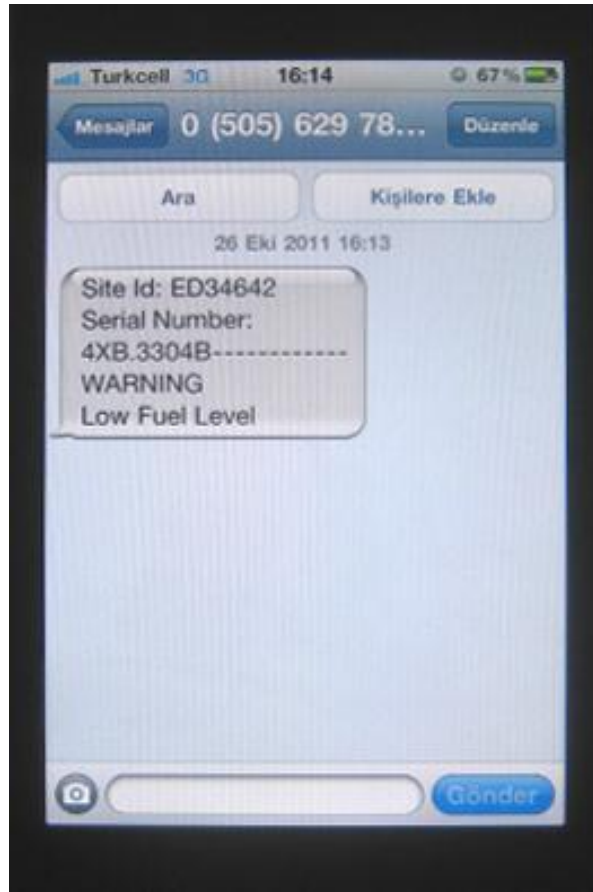 Turkcell 3G 16:14 67%
Mesajlar 0 (505) 629 78... Düzenle
Ara Kişilere Ekle
26 Eki 2011 16:13
Site Id: ED34642
Serial Number:
4XB.3304B------------
WARNING
Low Fuel Level
Gönder